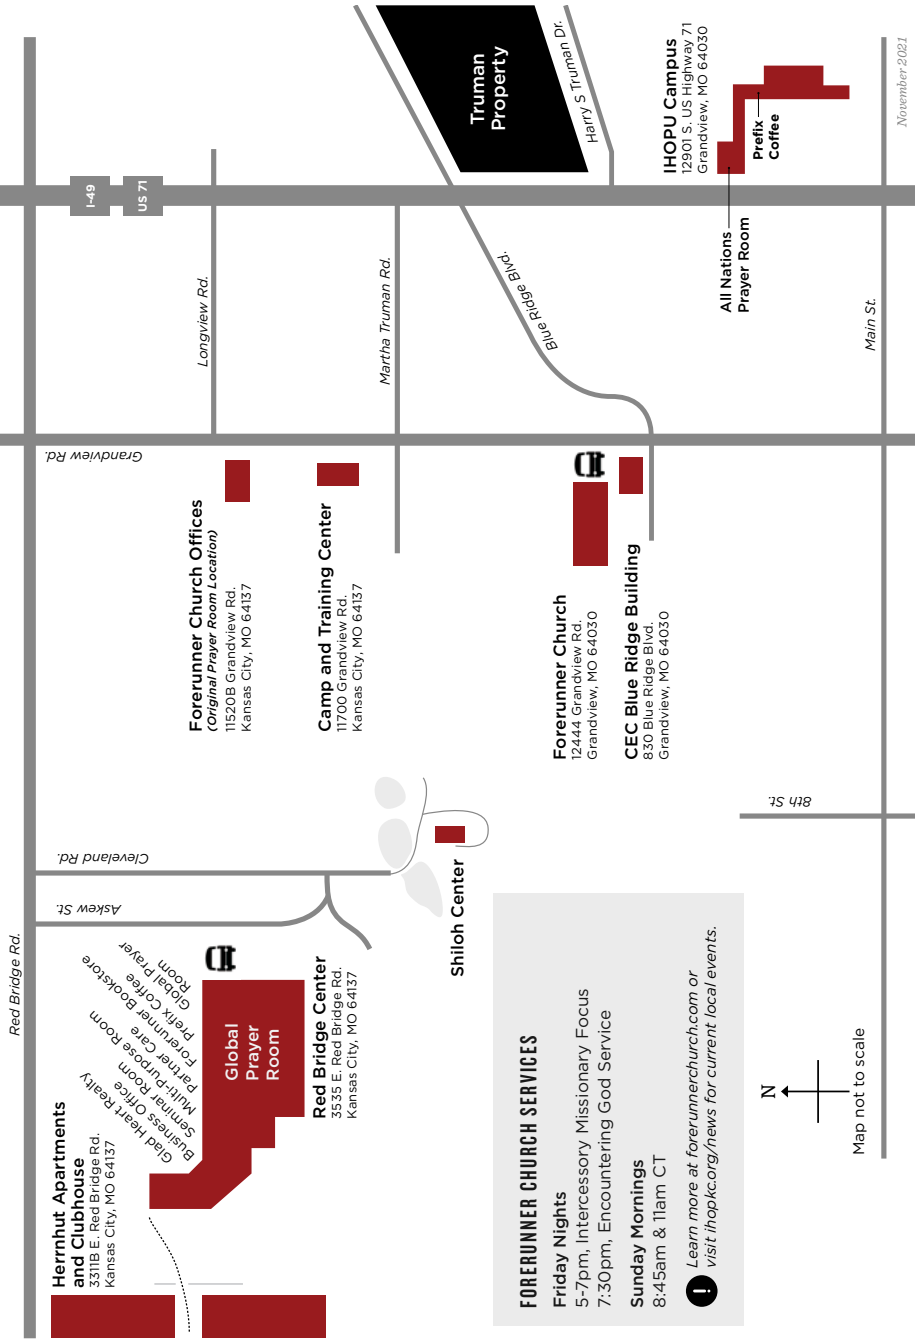 Red Bridge Rd.
Herrnhut Apartments
and Clubhouse
3311B E. Red Bridge Rd.
Kansas City, MO 64137
Glad Heart Realty
Business Office
Seminar Room
Multi-Purpose Room
Partner Care
Forerunner Bookstore
Prefix Coffee
Global Prayer
Room
Global
Prayer
Room
Red Bridge Center
3535 E. Red Bridge Rd.
Kansas City, MO 64137
Askew St.
Cleveland Rd.
Shiloh Center
Forerunner Church Offices
(Original Prayer Room Location)
11520B Grandview Rd.
Kansas City, MO 64137
Camp and Training Center
11700 Grandview Rd.
Kansas City, MO 64137
Grandview Rd.
Longview Rd.
Martha Truman Rd.
I-49
US 71
Truman
Property
Harry S Truman Dr.
Blue Ridge Blvd.
Forerunner Church
12444 Grandview Rd.
Grandview, MO 64030
CEC Blue Ridge Building
830 Blue Ridge Blvd.
Grandview, MO 64030
IHOPU Campus
12901 S. US Highway 71
Grandview, MO 64030
Prefix
Coffee
All Nations
Prayer Room
Main St.
8th St.
FORERUNNER CHURCH SERVICES
Friday Nights
5-7pm, Intercessory Missionary Focus
7:30pm, Encountering God Service
Sunday Mornings
8:45am & 11am CT
! Learn more at forerunnerchurch.com or
visit ihopkc.org/news for current local events.
N
Map not to scale
November 2021